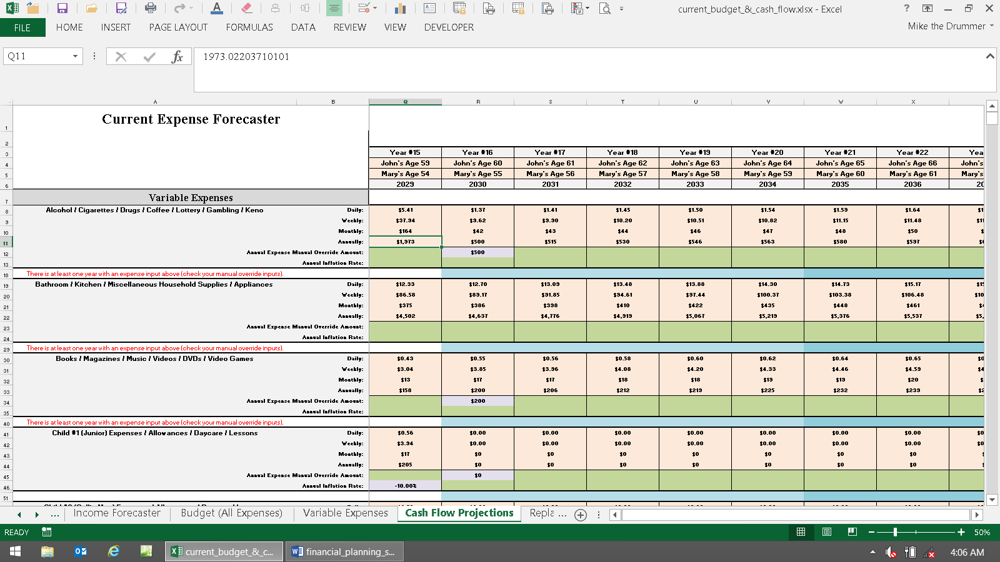 current_budget_&_cash_flow.xlsx - Excel
FILE HOME INSERT PAGE LAYOUT FORMULAS DATA REVIEW VIEW DEVELOPER Mike the Drummer
Q11 fx 1973.02203710101
A B Q R S T U V W X
1 Current Expense Forecaster
2
3 Year #15 Year #16 Year #17 Year #18 Year #19 Year #20 Year #21 Year #22 Yea
4 John's Age 59 John's Age 60 John's Age 61 John's Age 62 John's Age 63 John's Age 64 John's Age 65 John's Age 66 John's
5 Mary's Age 54 Mary's Age 55 Mary's Age 56 Mary's Age 57 Mary's Age 58 Mary's Age 59 Mary's Age 60 Mary's Age 61 Mary's
6 2029 2030 2031 2032 2033 2034 2035 2036 20
7 Variable Expenses
8 Alcohol / Cigarettes / Drugs / Coffee / Lottery / Gambling / Keno Daily: $5.41 $1.37 $1.41 $1.45 $1.50 $1.54 $1.59 $1.64 $1
9 Weekly: $37.94 $9.62 $9.90 $10.20 $10.51 $10.82 $11.15 $11.48 $11
10 Monthly: $164 $42 $43 $44 $46 $47 $48 $50 $
11 Annually: $1,973 $500 $515 $530 $546 $563 $580 $597
12 Annual Expense Manual Override Amount: $500
13 Annual Inflation Rate:
18 There is at least one year with an expense input above (check your manual override inputs).
19 Bathroom / Kitchen / Miscellaneous Household Supplies / Appliances Daily: $12.33 $12.70 $13.09 $13.48 $13.88 $14.30 $14.73 $15.17 $15
20 Weekly: $86.58 $89.17 $91.85 $94.61 $97.44 $100.37 $103.38 $106.48 $10
21 Monthly: $375 $386 $398 $410 $422 $435 $448 $461
22 Annually: $4,502 $4,637 $4,776 $4,919 $5,067 $5,219 $5,376 $5,537 $5,
23 Annual Expense Manual Override Amount:
24 Annual Inflation Rate:
29 There is at least one year with an expense input above (check your manual override inputs).
30 Books / Magazines / Music / Videos / DVDs / Video Games Daily: $0.43 $0.55 $0.56 $0.58 $0.60 $0.62 $0.64 $0.65 $0
31 Weekly: $3.04 $3.85 $3.96 $4.08 $4.20 $4.33 $4.46 $4.59 $4
32 Monthly: $13 $17 $17 $18 $18 $19 $19 $20 $
33 Annually: $158 $200 $206 $212 $219 $225 $232 $239
34 Annual Expense Manual Override Amount: $200
35 Annual Inflation Rate:
40 There is at least one year with an expense input above (check your manual override inputs).
41 Child #1 (Junior) Expenses / Allowances / Daycare / Lessons Daily: $0.56 $0.00 $0.00 $0.00 $0.00 $0.00 $0.00 $0.00 $0
42 Weekly: $3.94 $0.00 $0.00 $0.00 $0.00 $0.00 $0.00 $0.00 $0
43 Monthly: $17 $0 $0 $0 $0 $0 $0 $0
44 Annually: $205 $0 $0 $0 $0 $0 $0 $0
45 Annual Expense Manual Override Amount: $0
46 Annual Inflation Rate: -10.00%
51
... Income Forecaster Budget (All Expenses) Variable Expenses Cash Flow Projections Repla ...
READY 50%
current_budget_&_c... financial_planning_s... 4:06 AM